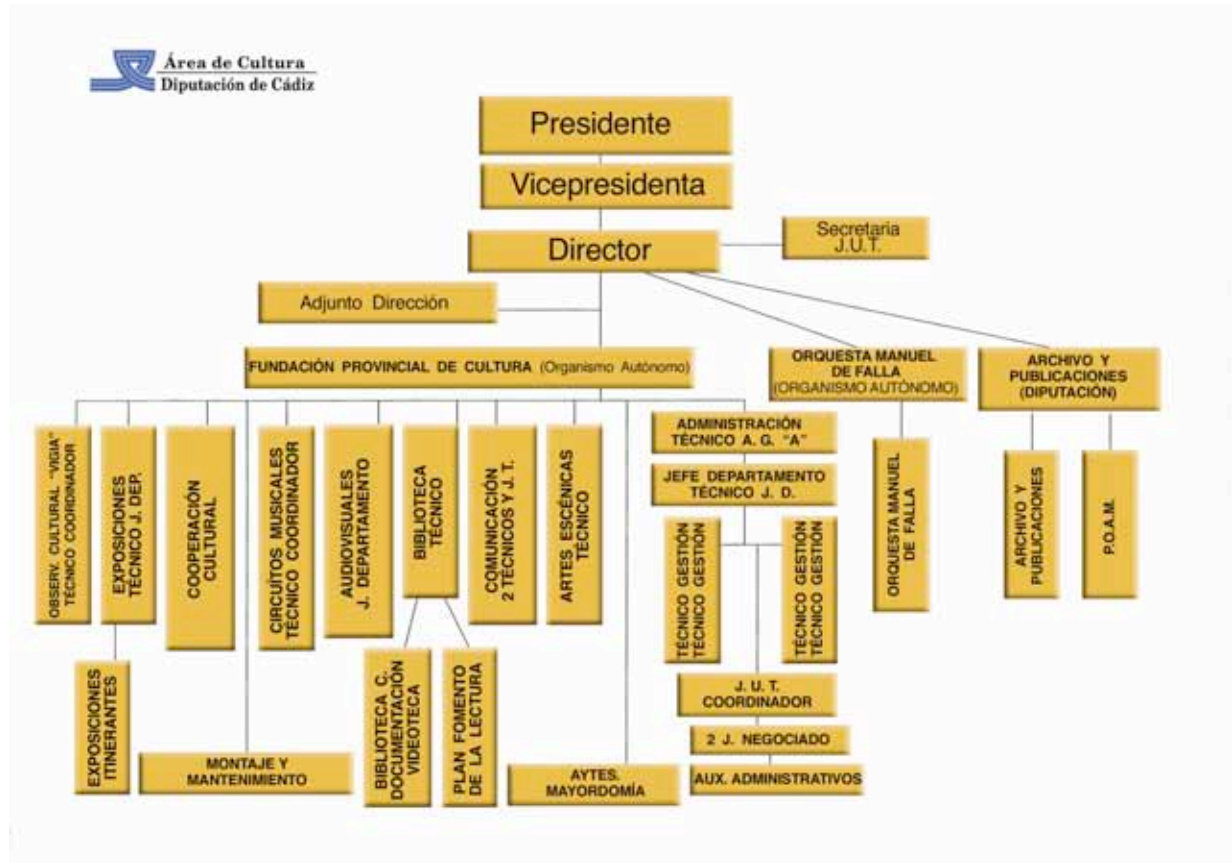 Área de Cultura
Diputación de Cádiz
Presidente
Vicepresidenta
Director
Secretaria
J.U.T.
Adjunto Dirección
FUNDACIÓN PROVINCIAL DE CULTURA (Organismo Autónomo)
ORQUESTA MANUEL
DE FALLA
(ORGANISMO AUTÓNOMO)
ARCHIVO Y
PUBLICACIONES
(DIPUTACIÓN)
OBSERV. CULTURAL "VIGIA"
TÉCNICO COORDINADOR
EXPOSICIONES
TÉCNICO J. DEP.
COOPERACIÓN
CULTURAL
CIRCUÍTOS MUSICALES
TÉCNICO COORDINADOR
AUDIOVISUALES
J. DEPARTAMENTO
BIBLIOTECA
TÉCNICO
COMUNICACIÓN
2 TÉCNICOS Y J. T.
ARTES ESCÉNICAS
TÉCNICO
ADMINISTRACIÓN
TÉCNICO A. G. "A"
JEFE DEPARTAMENTO
TÉCNICO J. D.
TÉCNICO GESTIÓN
TÉCNICO GESTIÓN
TÉCNICO GESTIÓN
TÉCNICO GESTIÓN
ORQUESTA MANUEL
DE FALLA
ARCHIVO Y
PUBLICACIONES
P.O.A.M.
EXPOSICIONES
ITINERANTES
MONTAJE Y
MANTENIMIENTO
BIBLIOTECA C.
DOCUMENTACIÓN
VIDEOTECA
PLAN FOMENTO
DE LA LECTURA
AYTES.
MAYORDOMÍA
J. U. T.
COORDINADOR
2 J. NEGOCIADO
AUX. ADMINISTRATIVOS